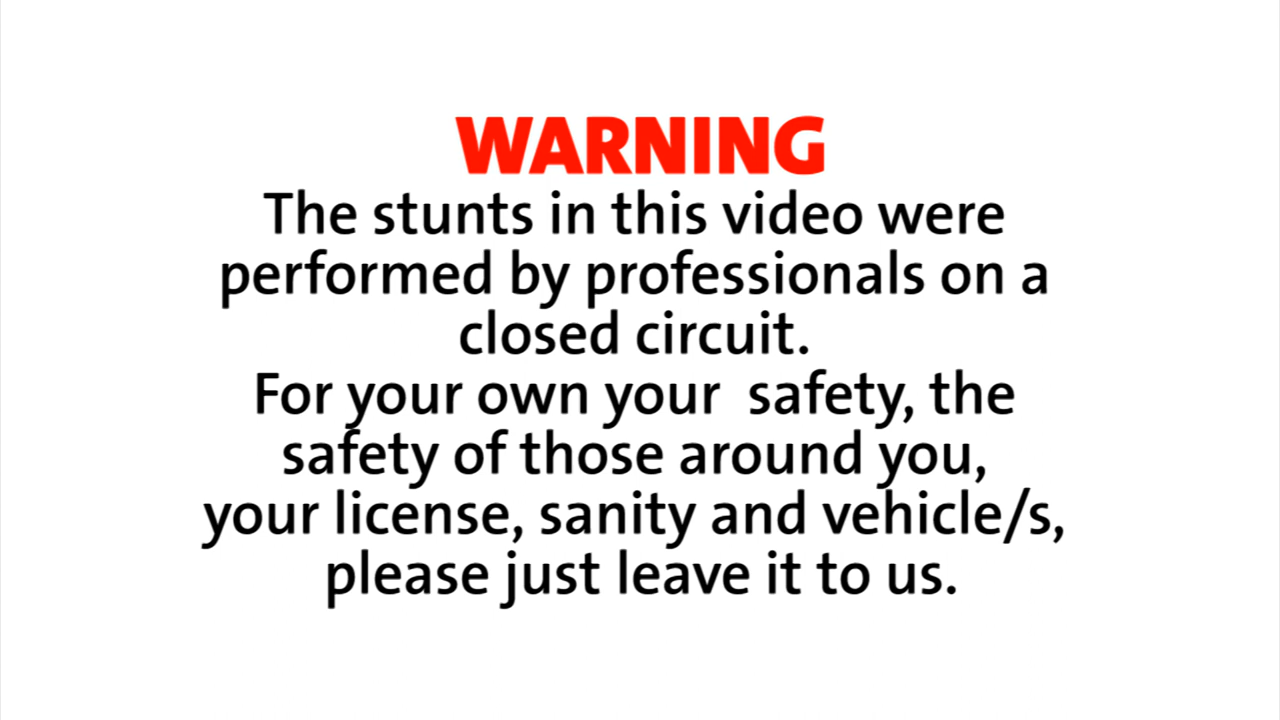 WARNING
The stunts in this video were
performed by professionals on a
closed circuit.
For your own your  safety, the
safety of those around you,
your license, sanity and vehicle/s,
please just leave it to us.